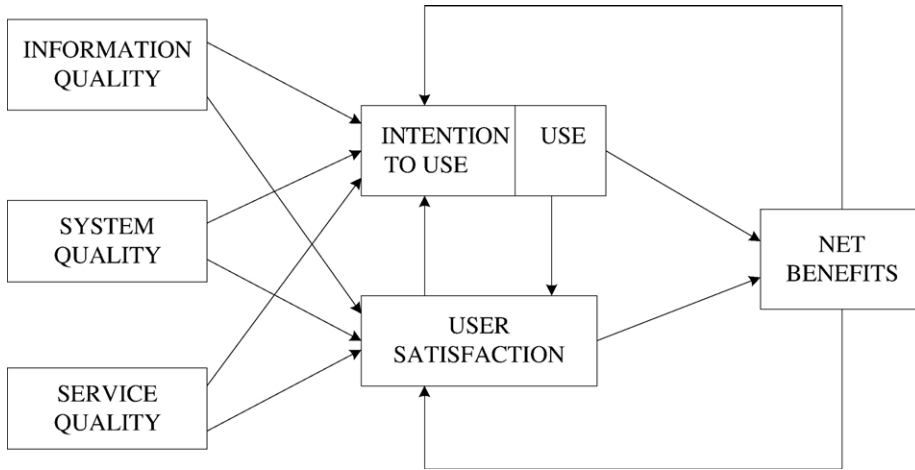 INFORMATION
QUALITY
SYSTEM
QUALITY
SERVICE
QUALITY
INTENTION
TO USE
USE
USER
SATISFACTION
NET
BENEFITS